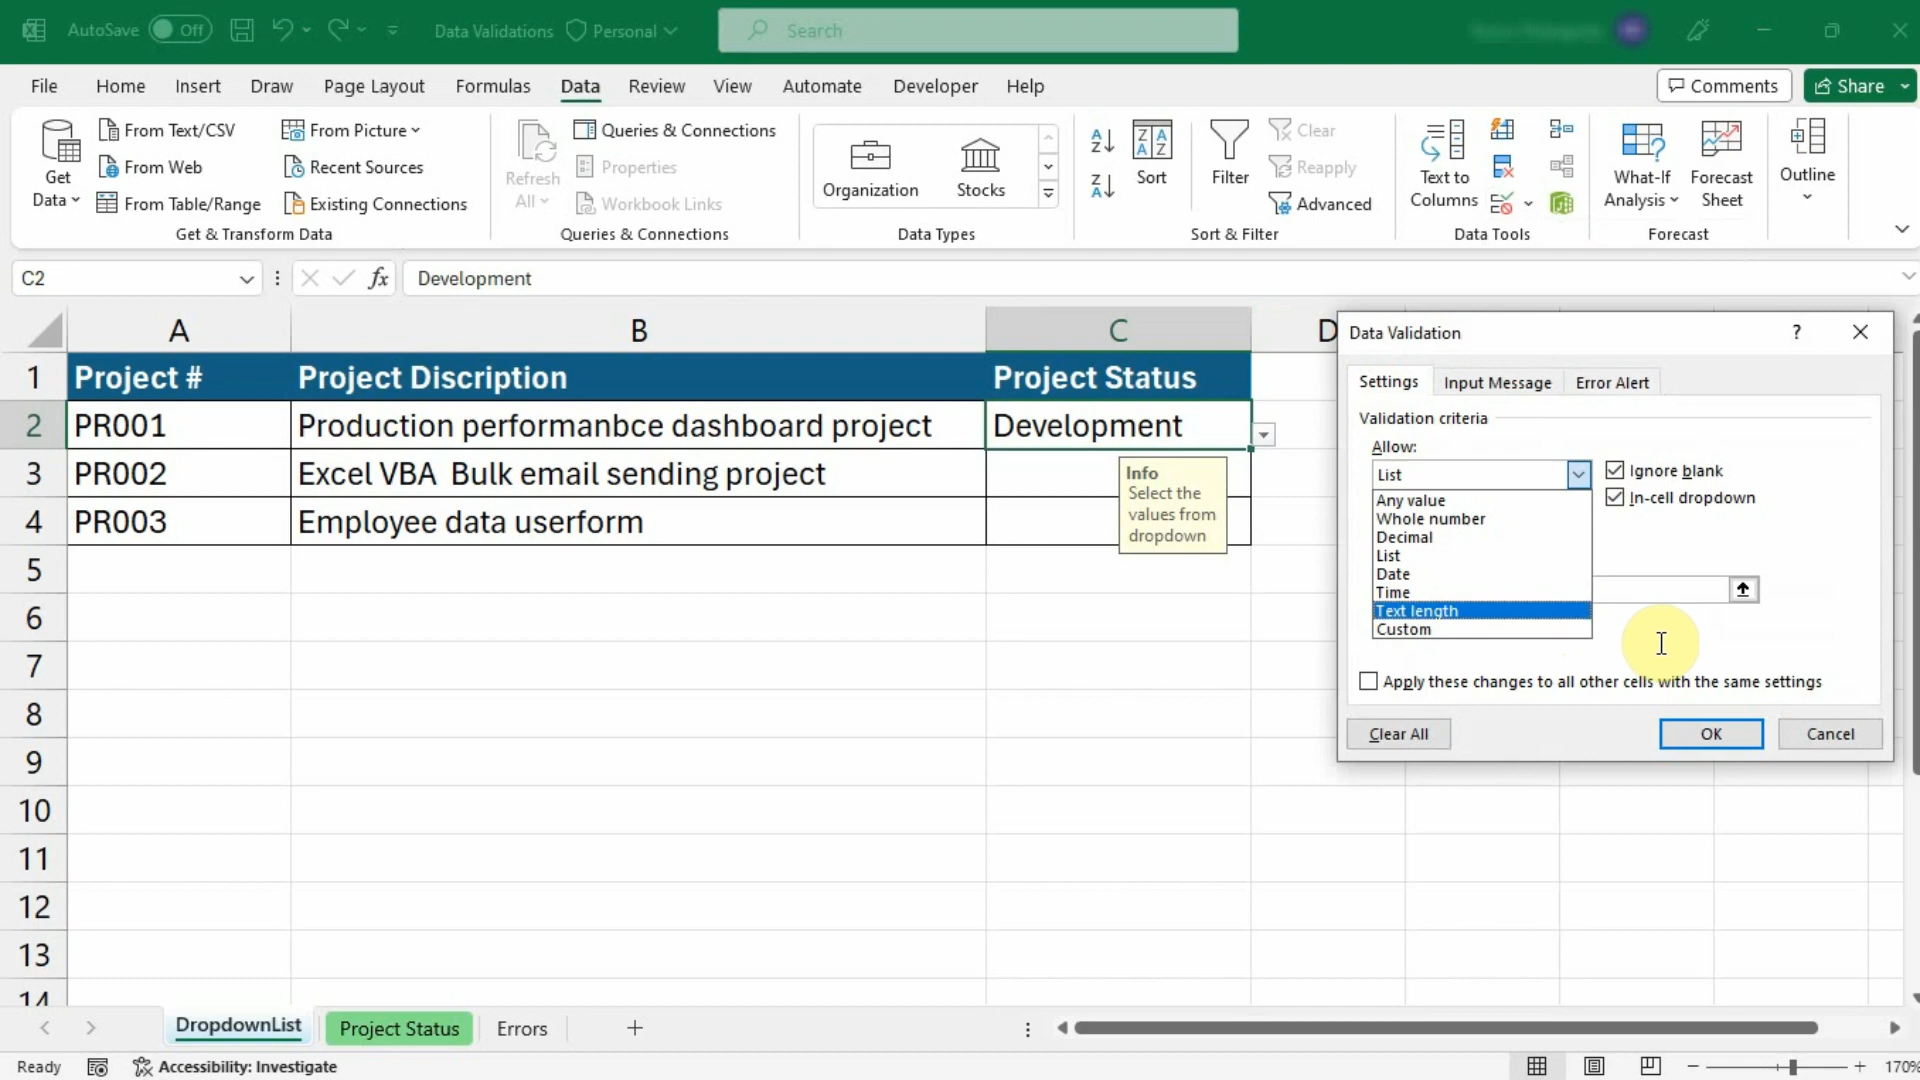 AutoSave Off Data Validations Personal Search
File Home Insert Draw Page Layout Formulas Data Review View Automate Developer Help Comments Share
Get Data
From Text/CSV
From Web
From Table/Range
From Picture
Recent Sources
Existing Connections
Get & Transform Data
Refresh All
Queries & Connections
Properties
Workbook Links
Queries & Connections
Organization
Stocks
Data Types
Sort
Filter
Clear
Reapply
Advanced
Sort & Filter
Text to Columns
Data Tools
What-If Analysis
Forecast Sheet
Forecast
Outline
C2 fx Development
A B C D
1 Project # Project Discription Project Status
2 PR001 Production performanbce dashboard project Development
3 PR002 Excel VBA Bulk email sending project
4 PR003 Employee data userform
5
6
7
8
9
10
11
12
13
14
Info
Select the
values from
dropdown
Data Validation ?
Settings Input Message Error Alert
Validation criteria
Allow:
List
Ignore blank
In-cell dropdown
Any value
Whole number
Decimal
List
Date
Time
Text length
Custom
Apply these changes to all other cells with the same settings
Clear All OK Cancel
DropdownList Project Status Errors
Ready Accessibility: Investigate 170%